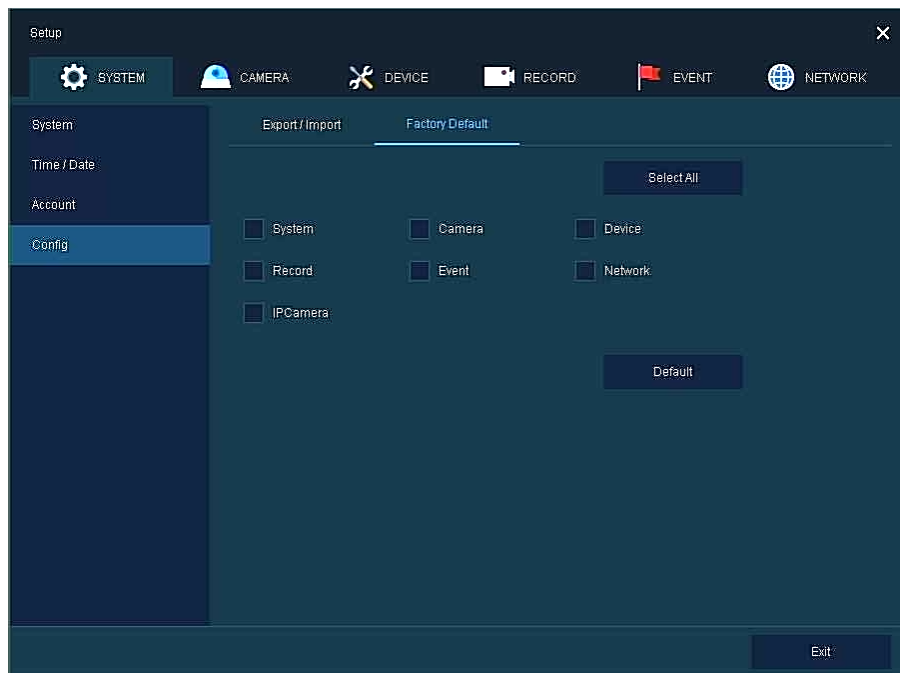 Setup
SYSTEM CAMERA DEVICE RECORD EVENT NETWORK
System
Time / Date
Account
Config
Export / Import Factory Default
Select All
System Camera Device
Record Event Network
IPCamera
Default
Exit